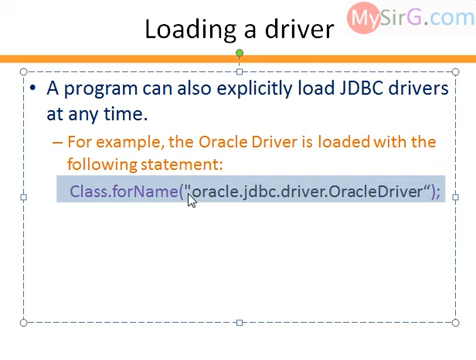 Loading a driver
MySirG.com
• A program can also explicitly load JDBC drivers
at any time.
– For example, the Oracle Driver is loaded with the
following statement:
Class.forName("oracle.jdbc.driver.OracleDriver“);